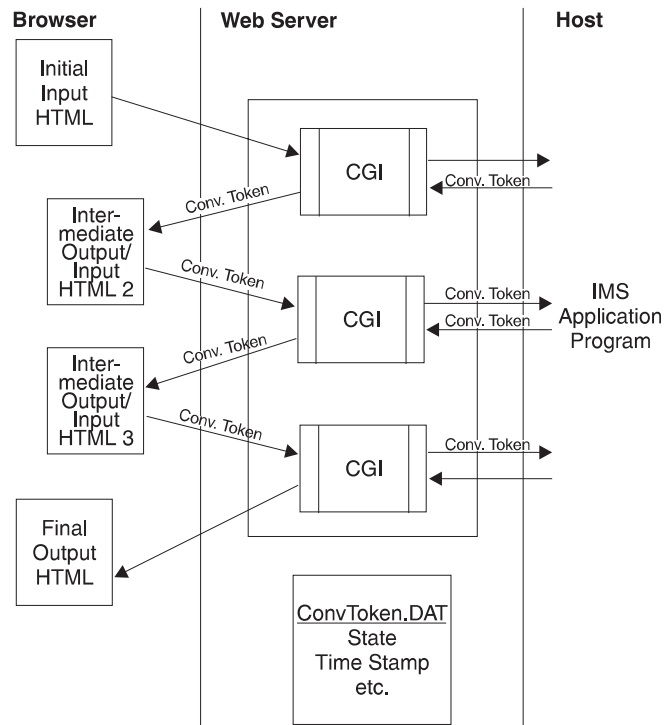 Browser
Web Server
Host
Initial
Input
HTML
CGI
Conv. Token
Conv. Token
Inter-
mediate
Output/
Input
HTML 2
Conv. Token
CGI
Conv. Token
Conv. Token
IMS
Application
Program
Conv. Token
Inter-
mediate
Output/
Input
HTML 3
Conv. Token
CGI
Conv. Token
Final
Output
HTML
ConvToken.DAT
State
Time Stamp
etc.